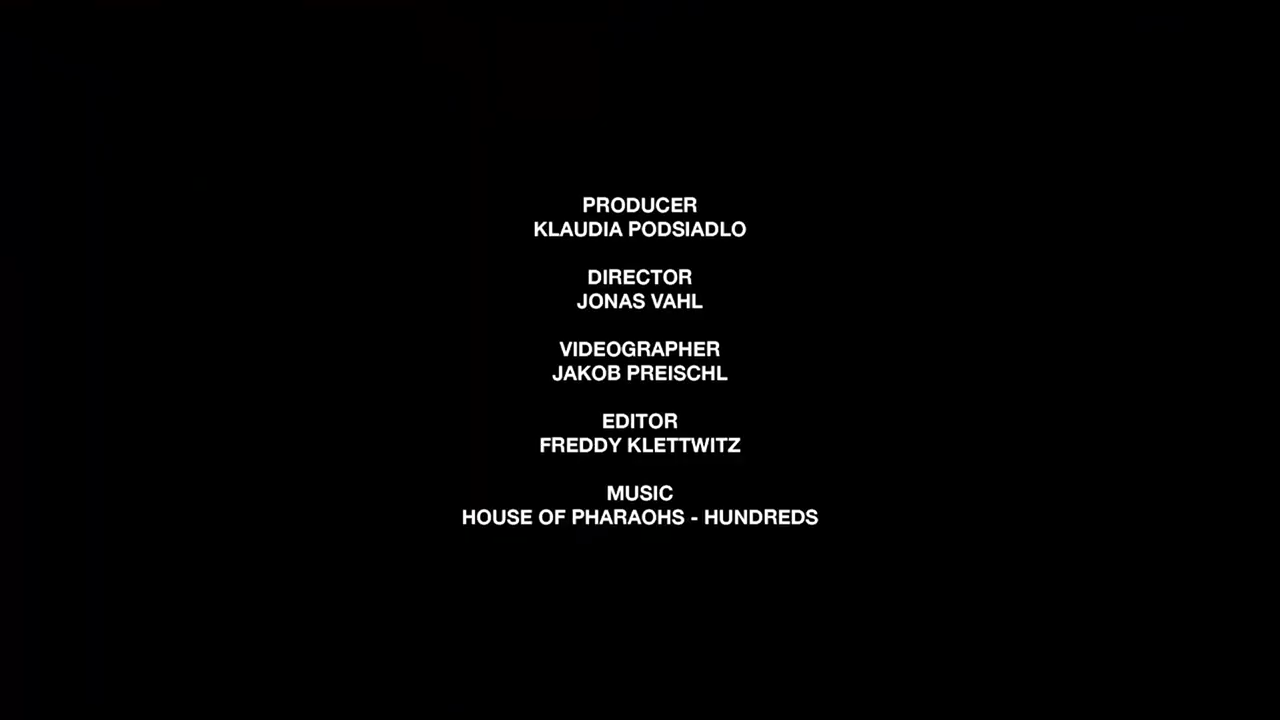 PRODUCER
KLAUDIA PODSIADLO
DIRECTOR
JONAS VAHL
VIDEOGRAPHER
JAKOB PREISCHL
EDITOR
FREDDY KLETTWITZ
MUSIC
HOUSE OF PHARAOHS - HUNDREDS